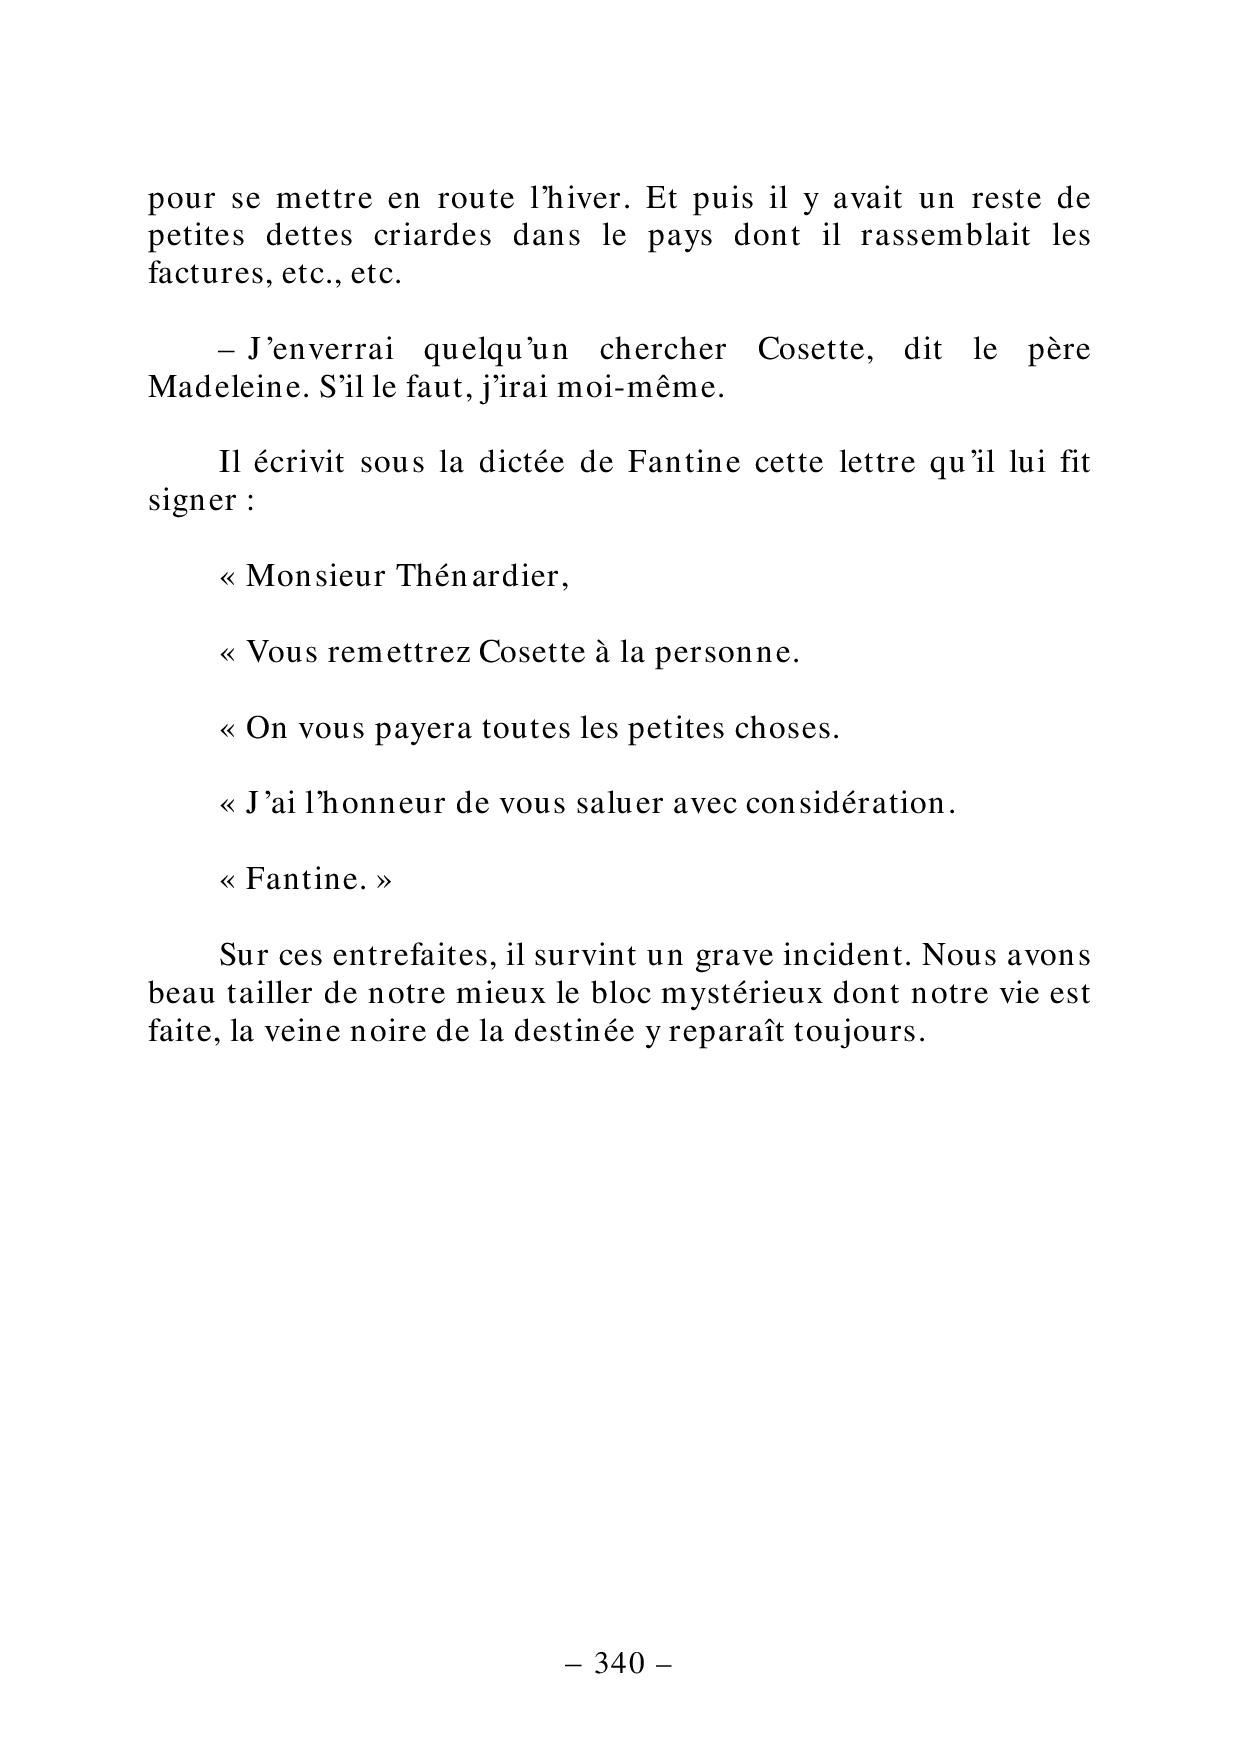 pour se mettre en route l’hiver. Et puis il y avait un reste de
petites dettes criardes dans le pays dont il rassemblait les
factures, etc., etc.
– J’enverrai quelqu’un chercher Cosette, dit le père
Madeleine. S’il le faut, j’irai moi-même.
Il écrivit sous la dictée de Fantine cette lettre qu’il lui fit
signer :
« Monsieur Thénardier,
« Vous remettrez Cosette à la personne.
« On vous payera toutes les petites choses.
« J’ai l’honneur de vous saluer avec considération.
« Fantine. »
Sur ces entrefaites, il survint un grave incident. Nous avons
beau tailler de notre mieux le bloc mystérieux dont notre vie est
faite, la veine noire de la destinée y reparaît toujours.
– 340 –